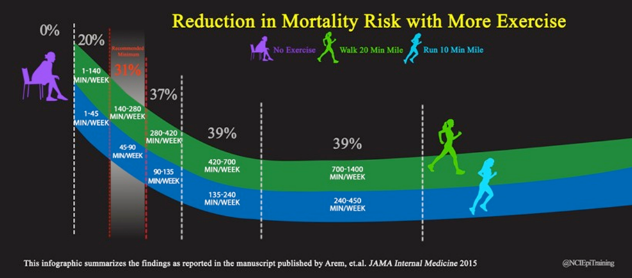 Reduction in Mortality Risk with More Exercise
No Exercise
Walk 20 Min Mile
Run 10 Min Mile
0%
20%
Recommended
Minimum
31%
37%
39%
39%
1-140
MIN/WEEK
140-280
MIN/WEEK
280-420
MIN/WEEK
420-700
MIN/WEEK
700-1400
MIN/WEEK
1-45
MIN/WEEK
45-90
MIN/WEEK
90-135
MIN/WEEK
135-240
MIN/WEEK
240-450
MIN/WEEK
This infographic summarizes the findings as reported in the manuscript published by Arem, et.al. JAMA Internal Medicine 2015
@NCIEpiTraining